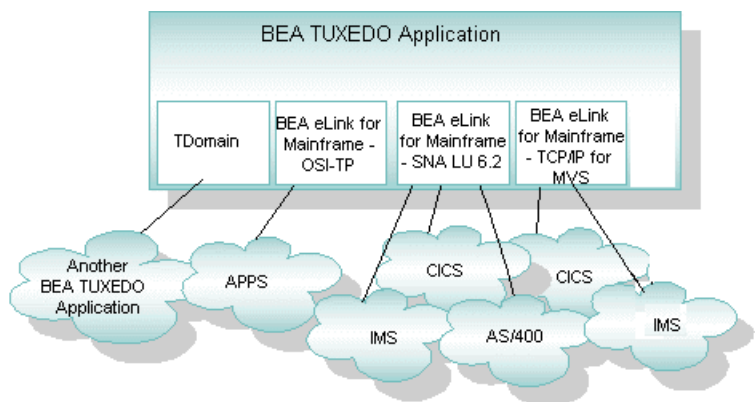 BEA TUXEDO Application
TDomain
BEA eLink for
Mainframe -
OSI-TP
BEA eLink
for Mainframe
- SNA LU 6.2
BEA eLink
for Mainframe
- TCP/IP for
MVS
Another
BEA TUXEDO
Application
APPS
CICS
CICS
IMS
AS/400
IMS